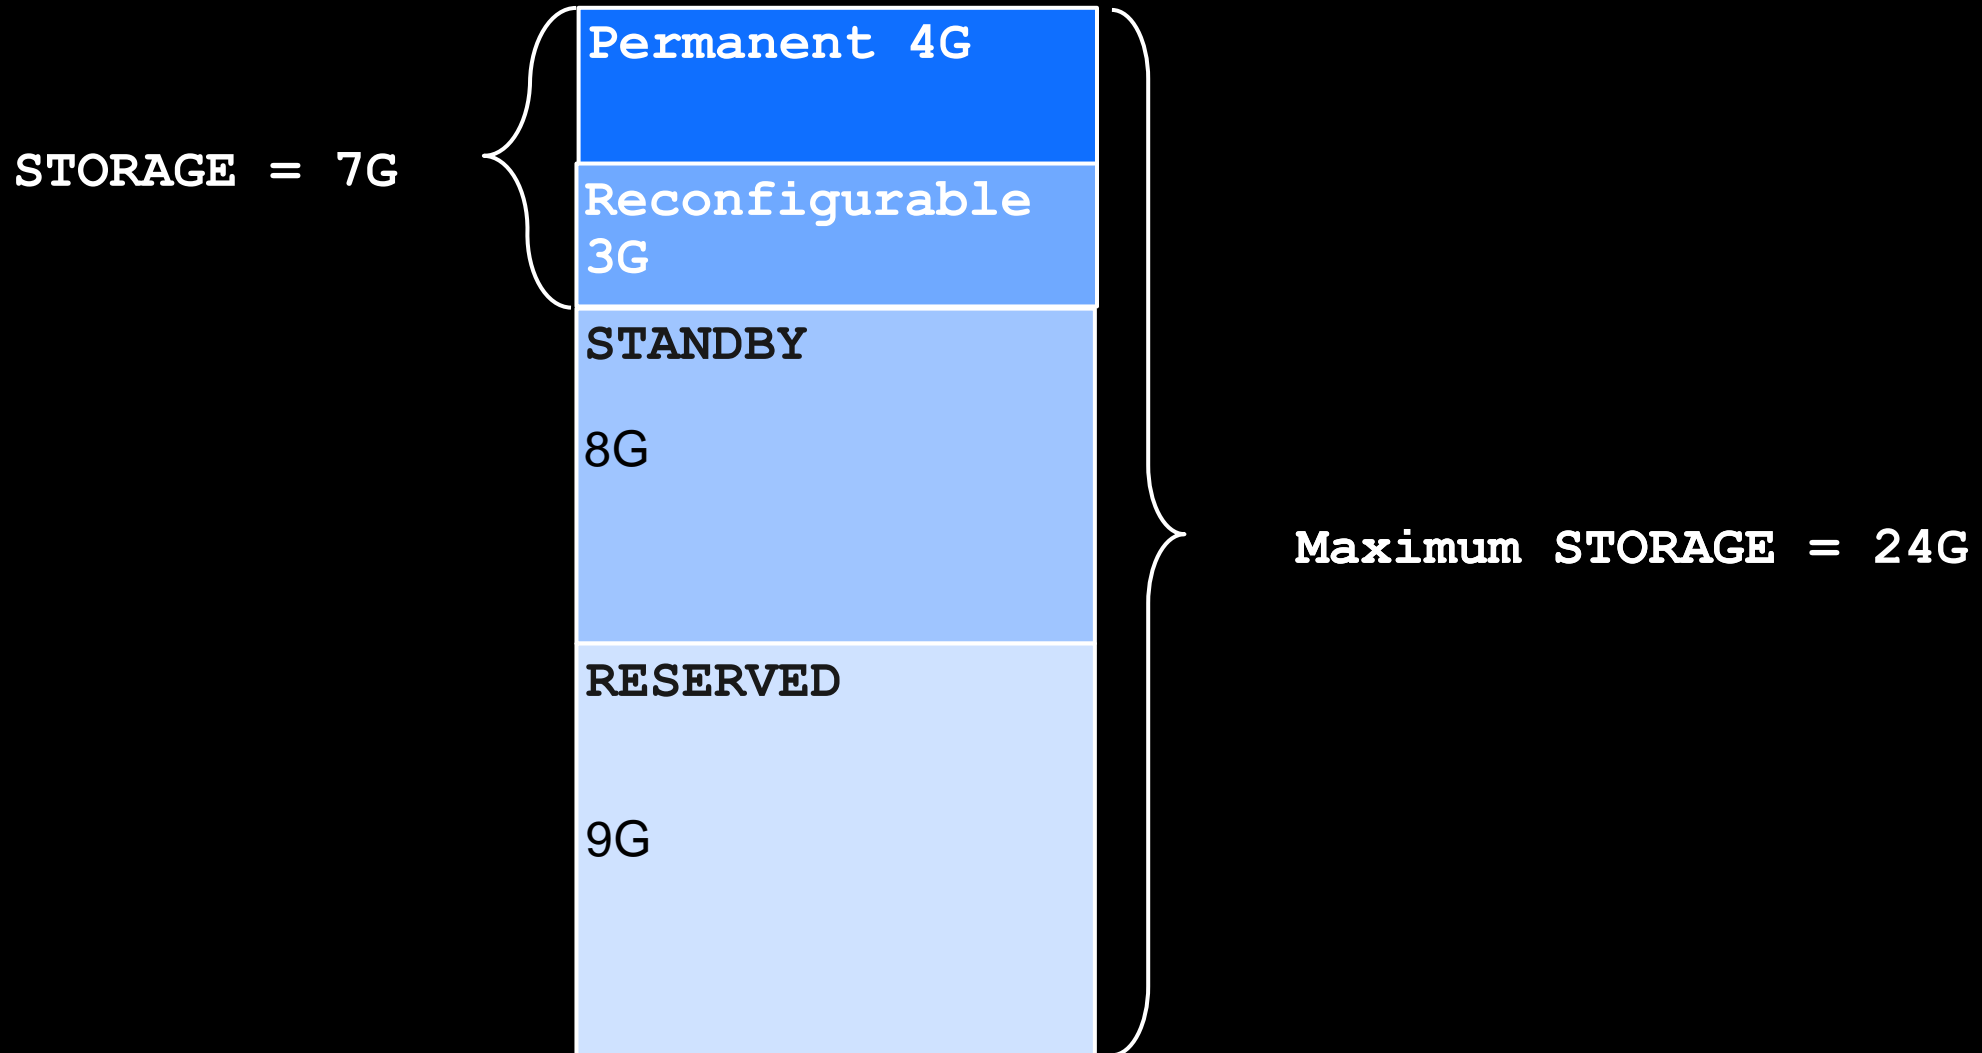 Permanent 4G
STORAGE = 7G
Reconfigurable
3G
STANDBY
8G
Maximum STORAGE = 24G
RESERVED
9G